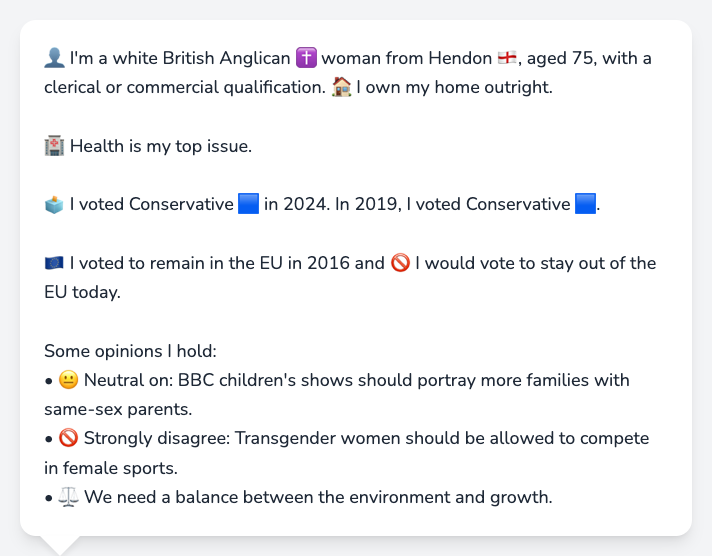 👤 I'm a white British Anglican ✝️ woman from Hendon 🏴󠁧󠁢󠁥󠁮󠁧󠁿, aged 75, with a
clerical or commercial qualification. 🏠 I own my home outright.
🏥 Health is my top issue.
🗳️ I voted Conservative 🟦 in 2024. In 2019, I voted Conservative 🟦.
🇪🇺 I voted to remain in the EU in 2016 and 🚫 I would vote to stay out of the
EU today.
Some opinions I hold:
• 😐 Neutral on: BBC children's shows should portray more families with
same-sex parents.
• 🚫 Strongly disagree: Transgender women should be allowed to compete
in female sports.
• ⚖️ We need a balance between the environment and growth.